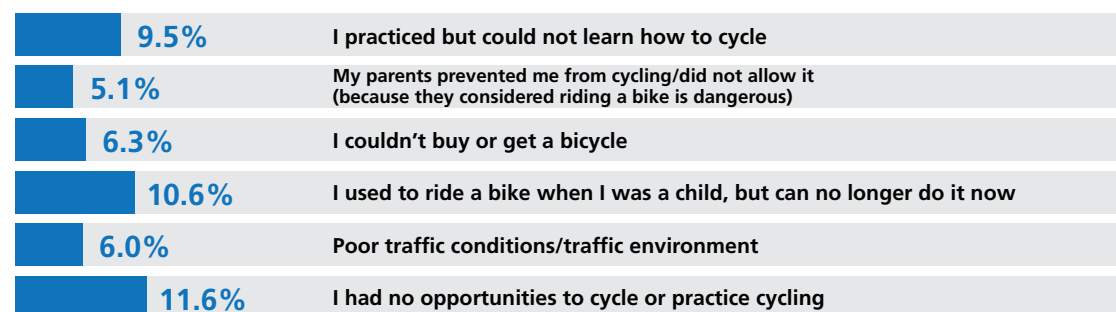 9.5% I practiced but could not learn how to cycle
5.1% My parents prevented me from cycling/did not allow it
(because they considered riding a bike is dangerous)
6.3% I couldn't buy or get a bicycle
10.6% I used to ride a bike when I was a child, but can no longer do it now
6.0% Poor traffic conditions/traffic environment
11.6% I had no opportunities to cycle or practice cycling